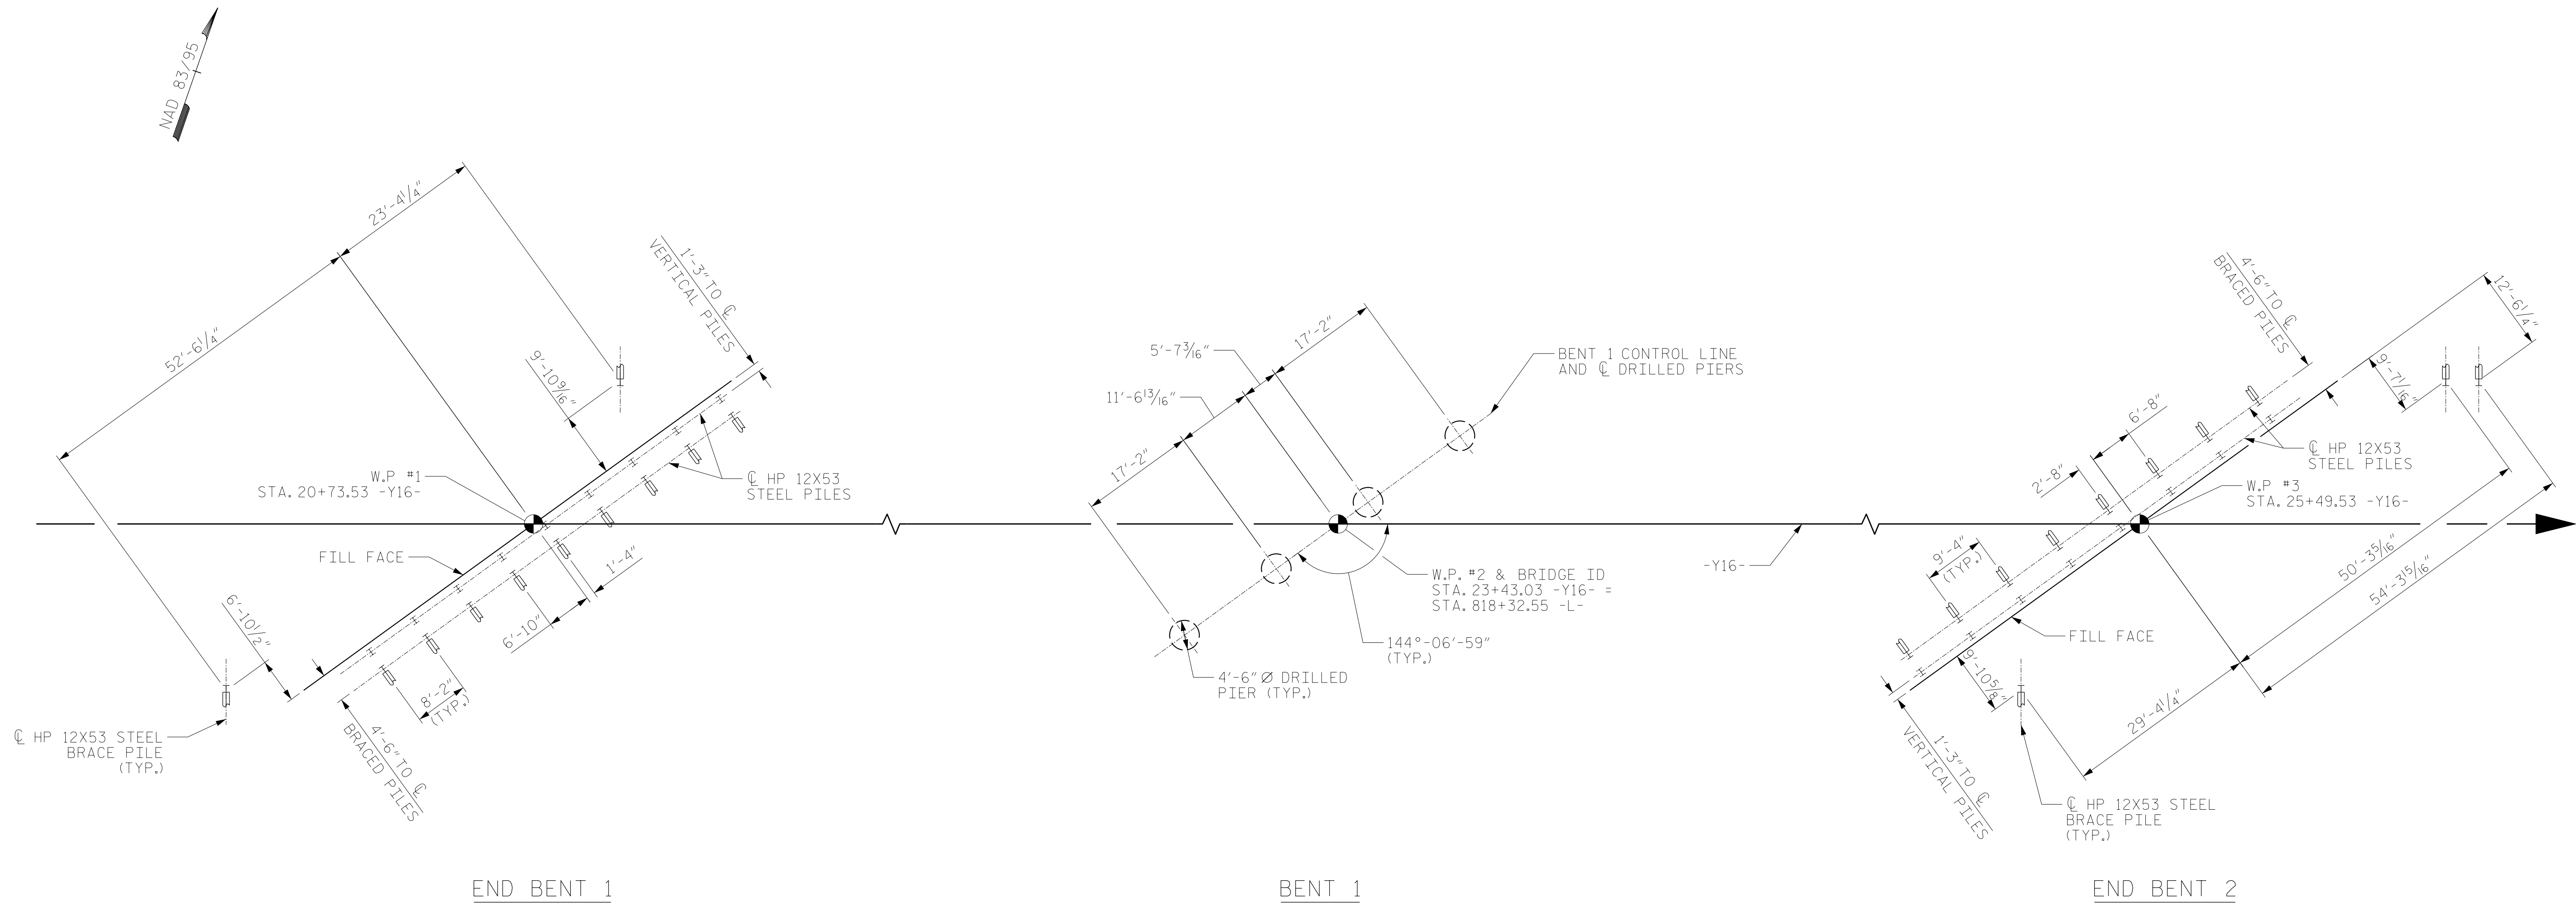 NAD 83/95
23'-4 1/4"
52'-6 1/4"
1'-3" TO ℄
VERTICAL PILES
9'-10 9/16"
W.P #1
STA. 20+73.53 -Y16-
℄ HP 12X53
STEEL PILES
FILL FACE
1'-4"
6'-10"
6'-10 1/2"
8'-2"
(TYP.)
4'-6" TO ℄
BRACED PILES
℄ HP 12X53 STEEL
BRACE PILE
(TYP.)
END BENT 1
17'-2"
5'-7 3/16"
11'-6 13/16"
17'-2"
BENT 1 CONTROL LINE
AND ℄ DRILLED PIERS
W.P. #2 & BRIDGE ID
STA. 23+43.03 -Y16- =
STA. 818+32.55 -L-
144°-06'-59"
(TYP.)
4'-6" Ø DRILLED
PIER (TYP.)
-Y16-
BENT 1
4'-6" TO ℄
BRACED PILES
12'-6 1/4"
9'-7 1/16"
6'-8"
2'-8"
℄ HP 12X53
STEEL PILES
W.P #3
STA. 25+49.53 -Y16-
9'-4"
(TYP.)
50'-3 5/16"
54'-3 15/16"
FILL FACE
9'-10 5/8"
29'-4 1/4"
1'-3" TO ℄
VERTICAL PILES
℄ HP 12X53 STEEL
BRACE PILE
(TYP.)
END BENT 2